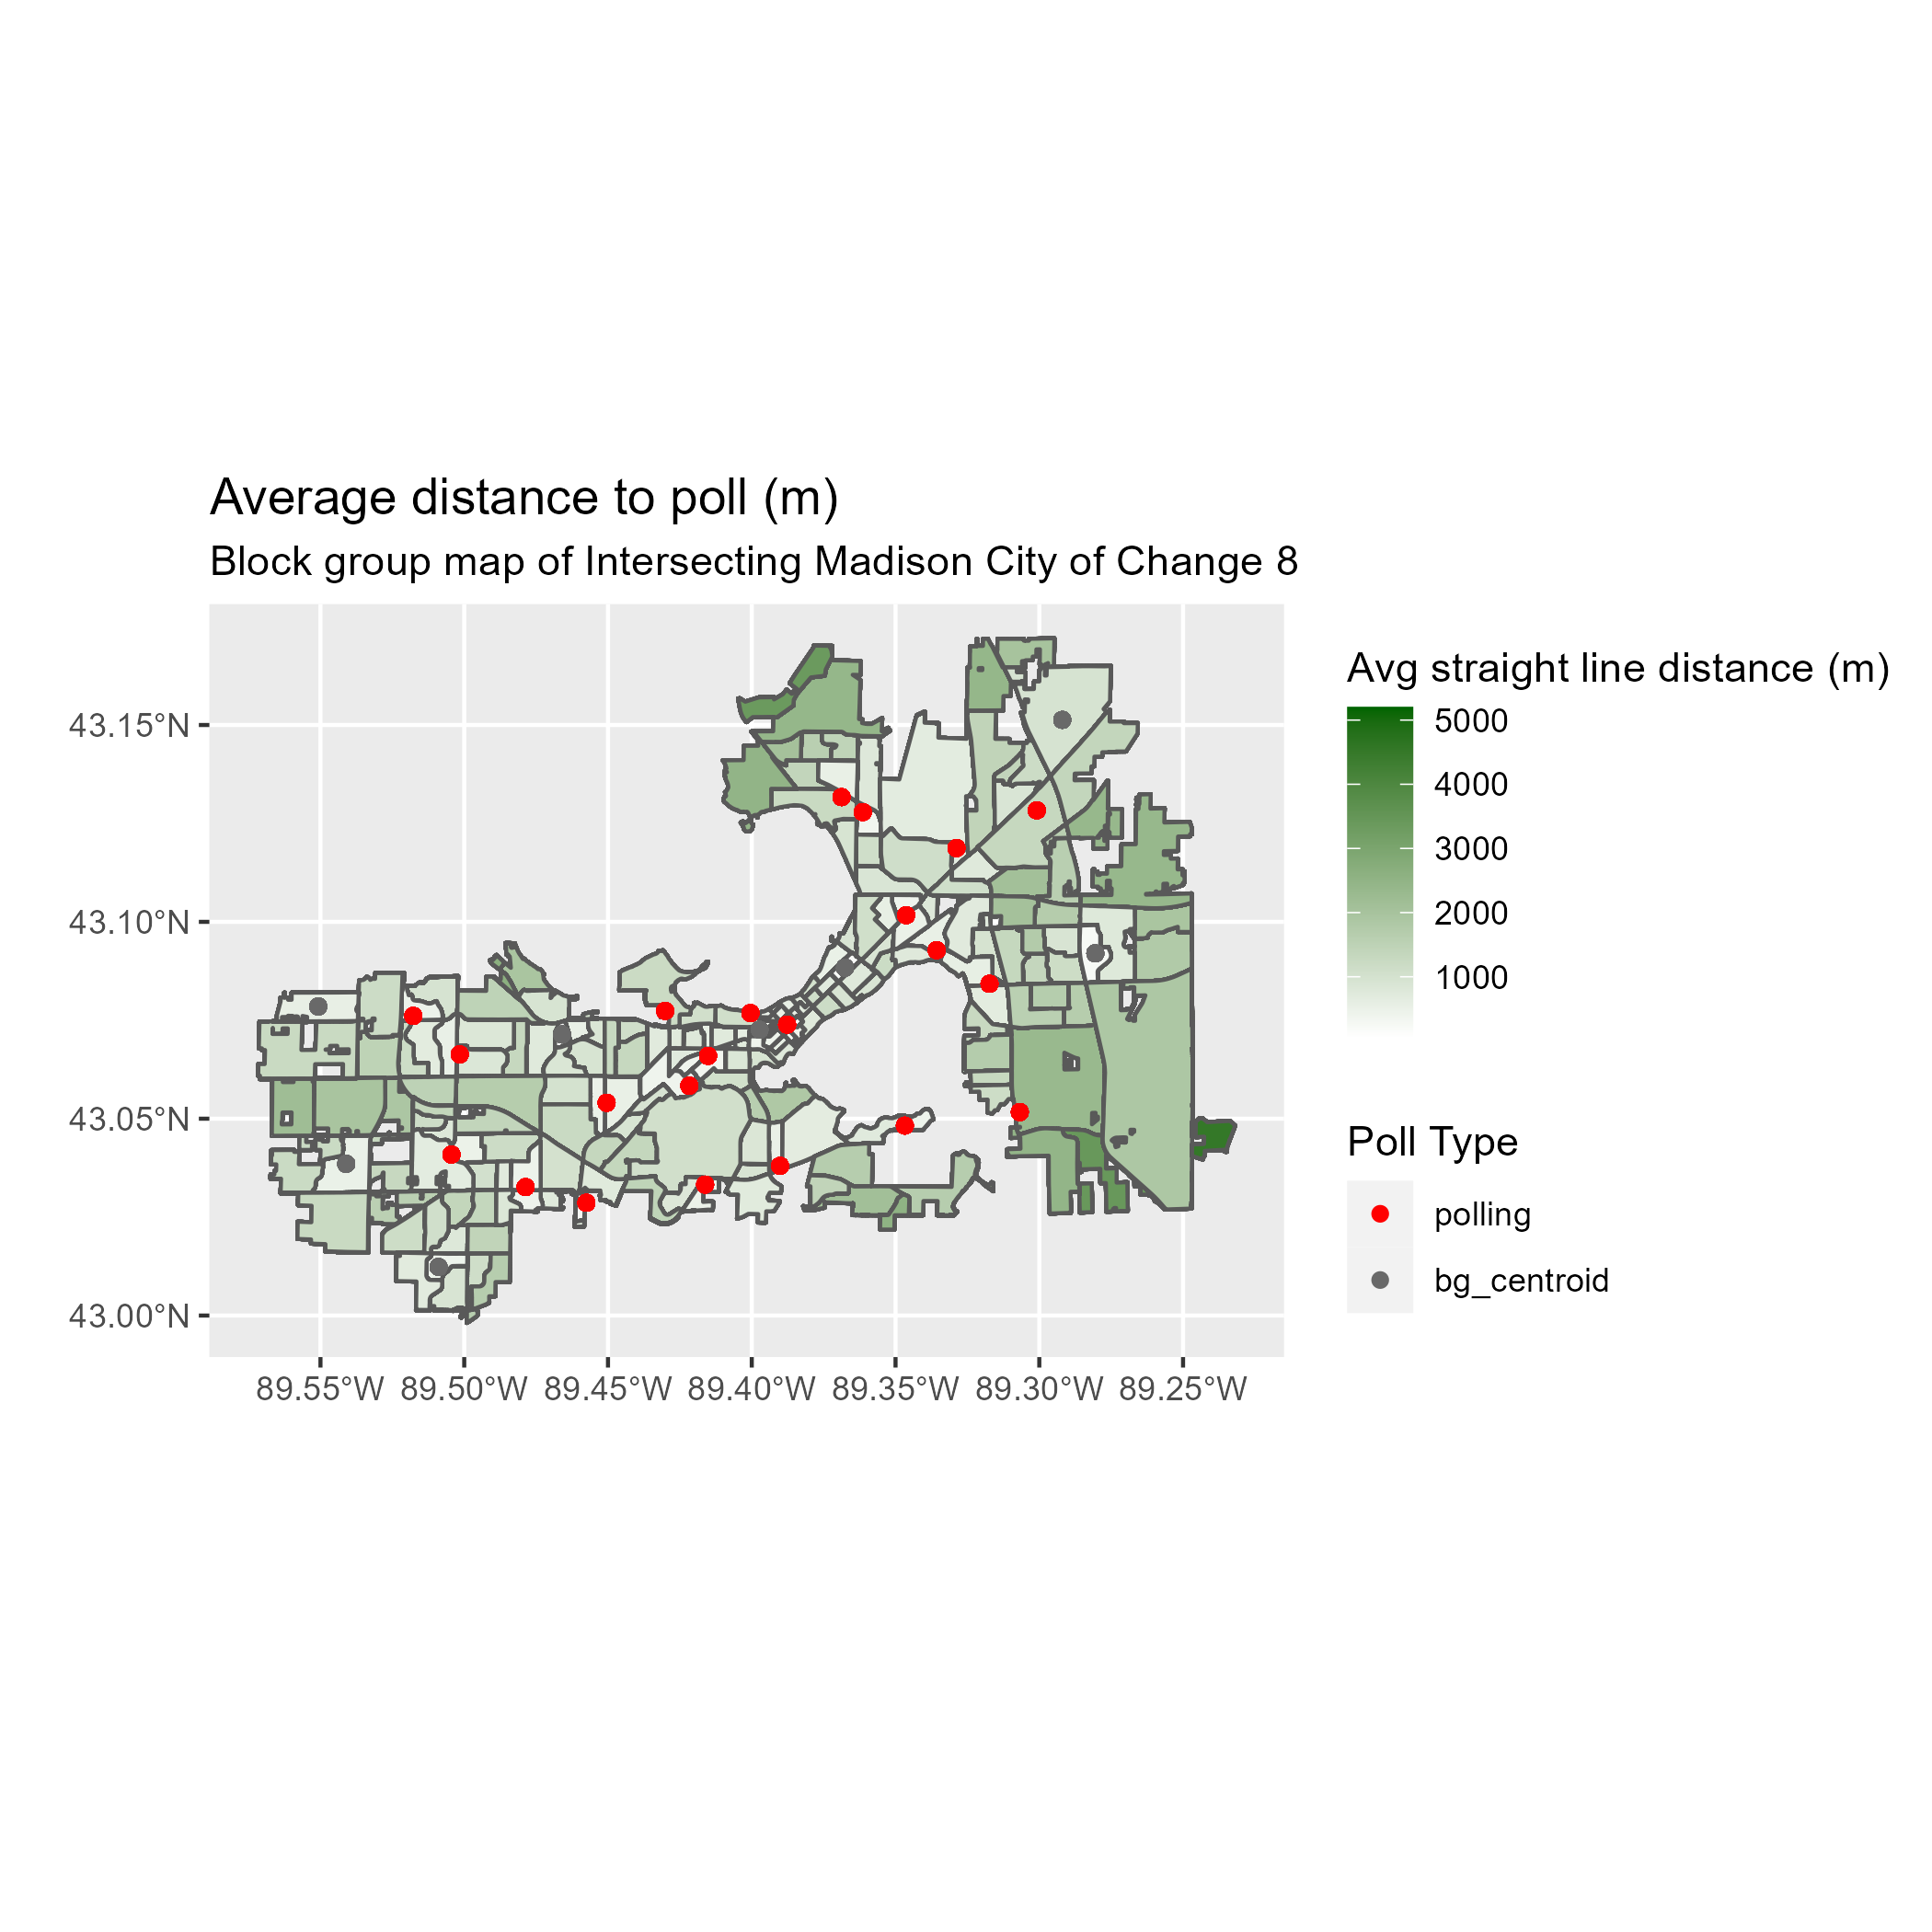 Average distance to poll (m)
Block group map of Intersecting Madison City of Change 8
43.15°N
43.10°N
43.05°N
43.00°N
89.55°W 89.50°W 89.45°W 89.40°W 89.35°W 89.30°W 89.25°W
Avg straight line distance (m)
5000
4000
3000
2000
1000
Poll Type
polling
bg_centroid